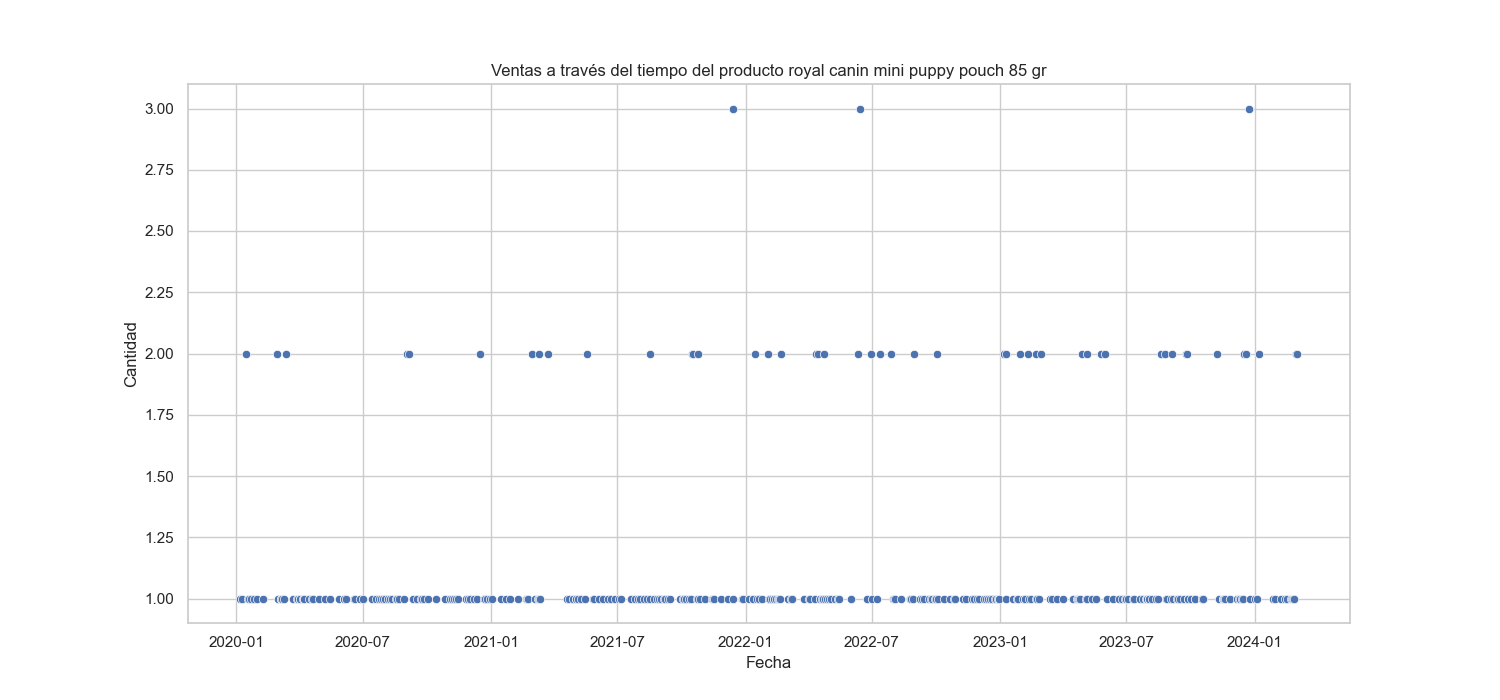 Ventas a través del tiempo del producto royal canin mini puppy pouch 85 gr
3.00
2.75
2.50
2.25
2.00
1.75
1.50
1.25
1.00
Cantidad
2020-01 2020-07 2021-01 2021-07 2022-01 2022-07 2023-01 2023-07 2024-01
Fecha